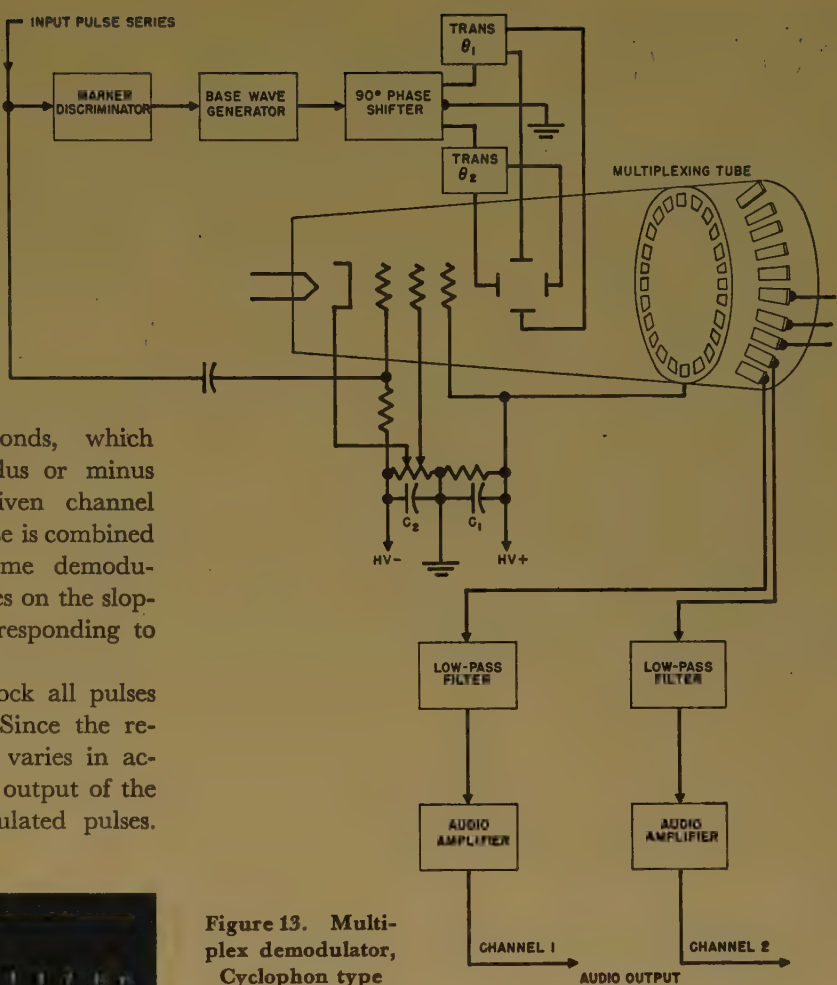 INPUT PULSE SERIES
MARKER
DISCRIMINATOR
BASE WAVE
GENERATOR
90° PHASE
SHIFTER
TRANS
θ₁
TRANS
θ₂
MULTIPLEXING TUBE
C₂
C₁
HV-
HV+
LOW-PASS
FILTER
LOW-PASS
FILTER
AUDIO
AMPLIFIER
AUDIO
AMPLIFIER
CHANNEL 1
CHANNEL 2
AUDIO OUTPUT
onds, which
lus or minus
iven channel
se is combined
me demodu-
es on the slop-
responding to
ock all pulses
Since the re-
varies in ac-
output of the
ulated pulses.
Figure 13. Multi-
plex demodulator,
Cyclophon type